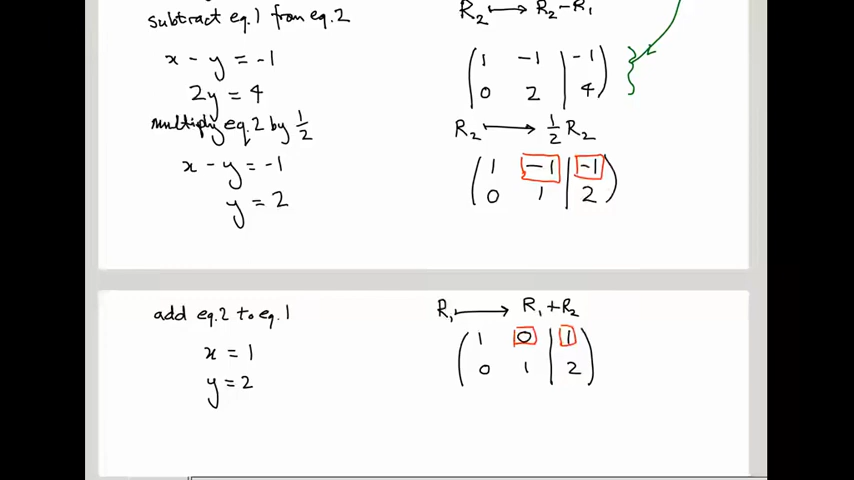 subtract eq.1 from eq.2
R₂ ⟼ R₂-R₁
x - y = -1
2y = 4
1 -1 | -1
0 2 | 4
multiply eq.2 by 1/2
R₂ ⟼ 1/2 R₂
x - y = -1
y = 2
1 -1 | -1
0 1 | 2
add eq.2 to eq.1
R₁ ⟼ R₁+R₂
x = 1
y = 2
1 0 | 1
0 1 | 2